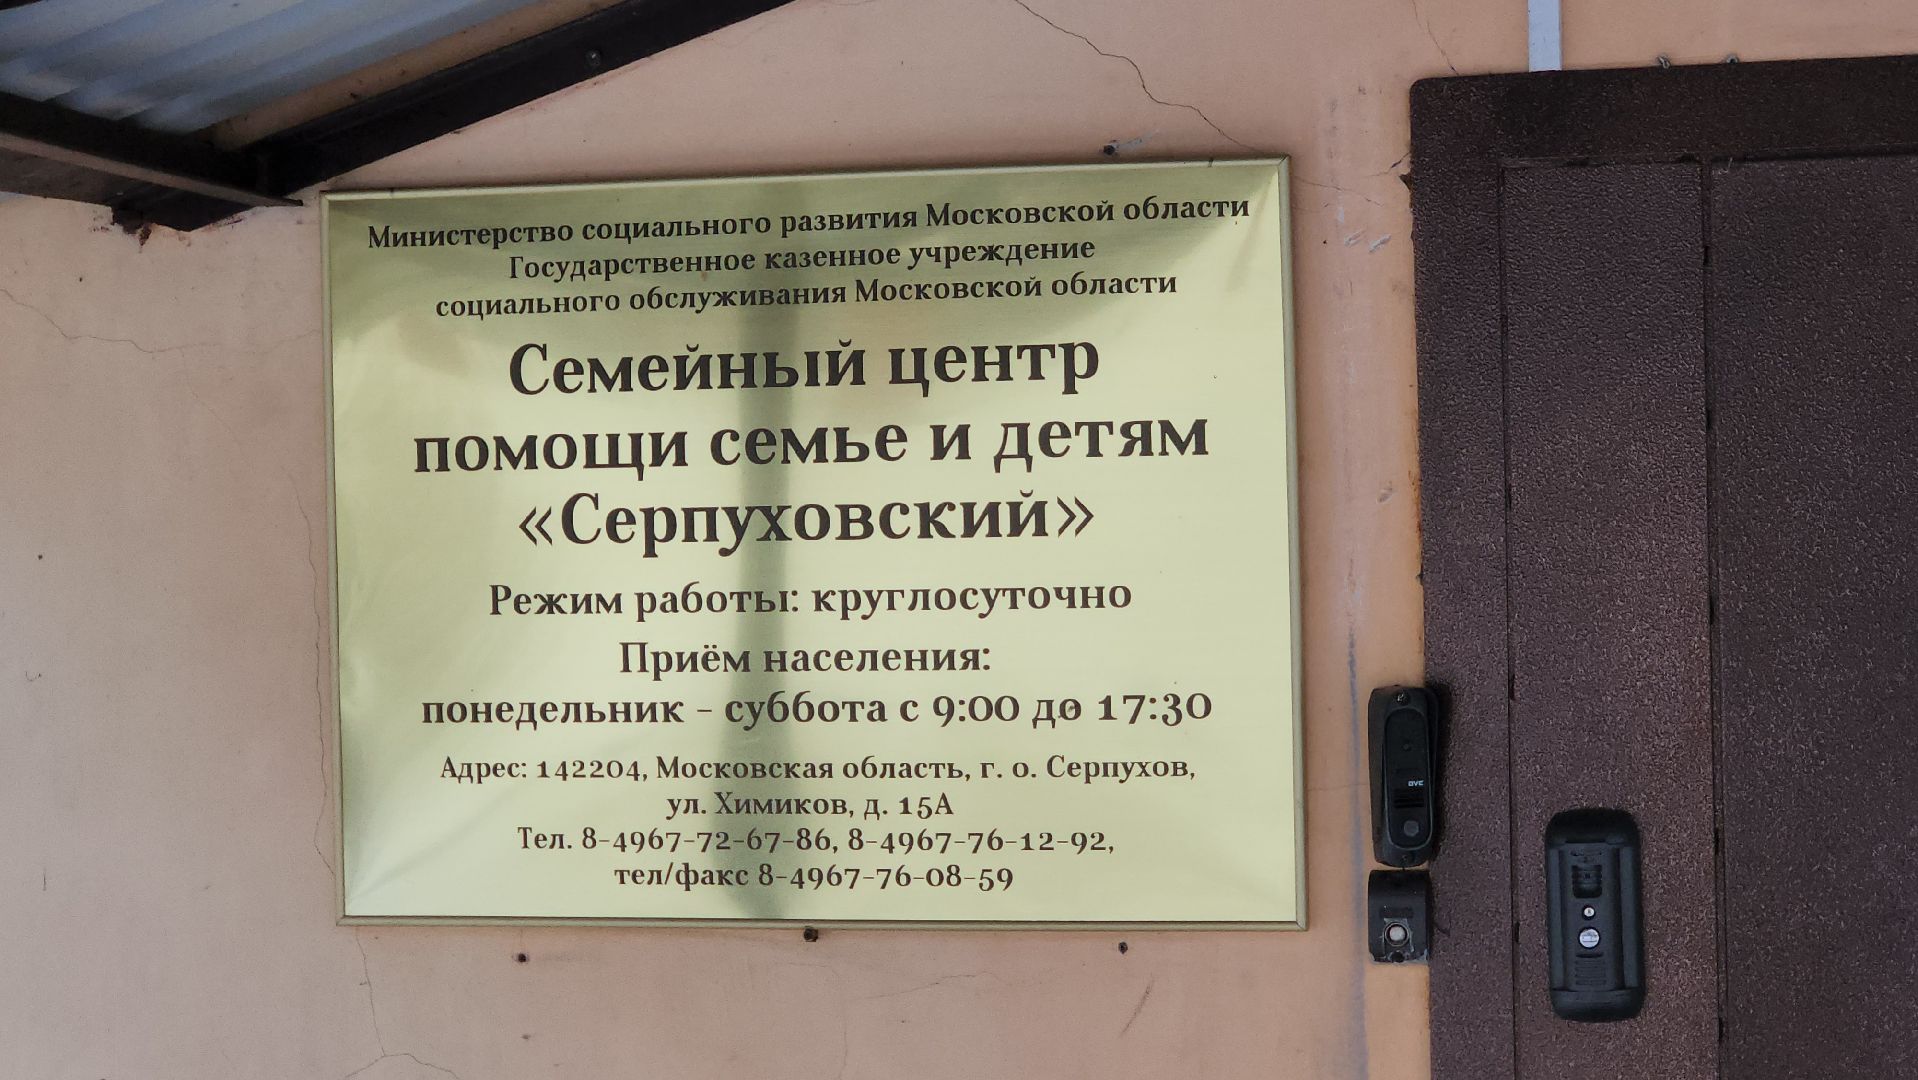 Министерство социального развития Московской области
Государственное казенное учреждение
социального обслуживания Московской области
Семейный центр
помощи семье и детям
«Серпуховский»
Режим работы: круглосуточно
Приём населения:
понедельник - суббота с 9:00 до 17:30
Адрес: 142204, Московская область, г. о. Серпухов,
ул. Химиков, д. 15А
Тел. 8-4967-72-67-86, 8-4967-76-12-92,
тел/факс 8-4967-76-08-59